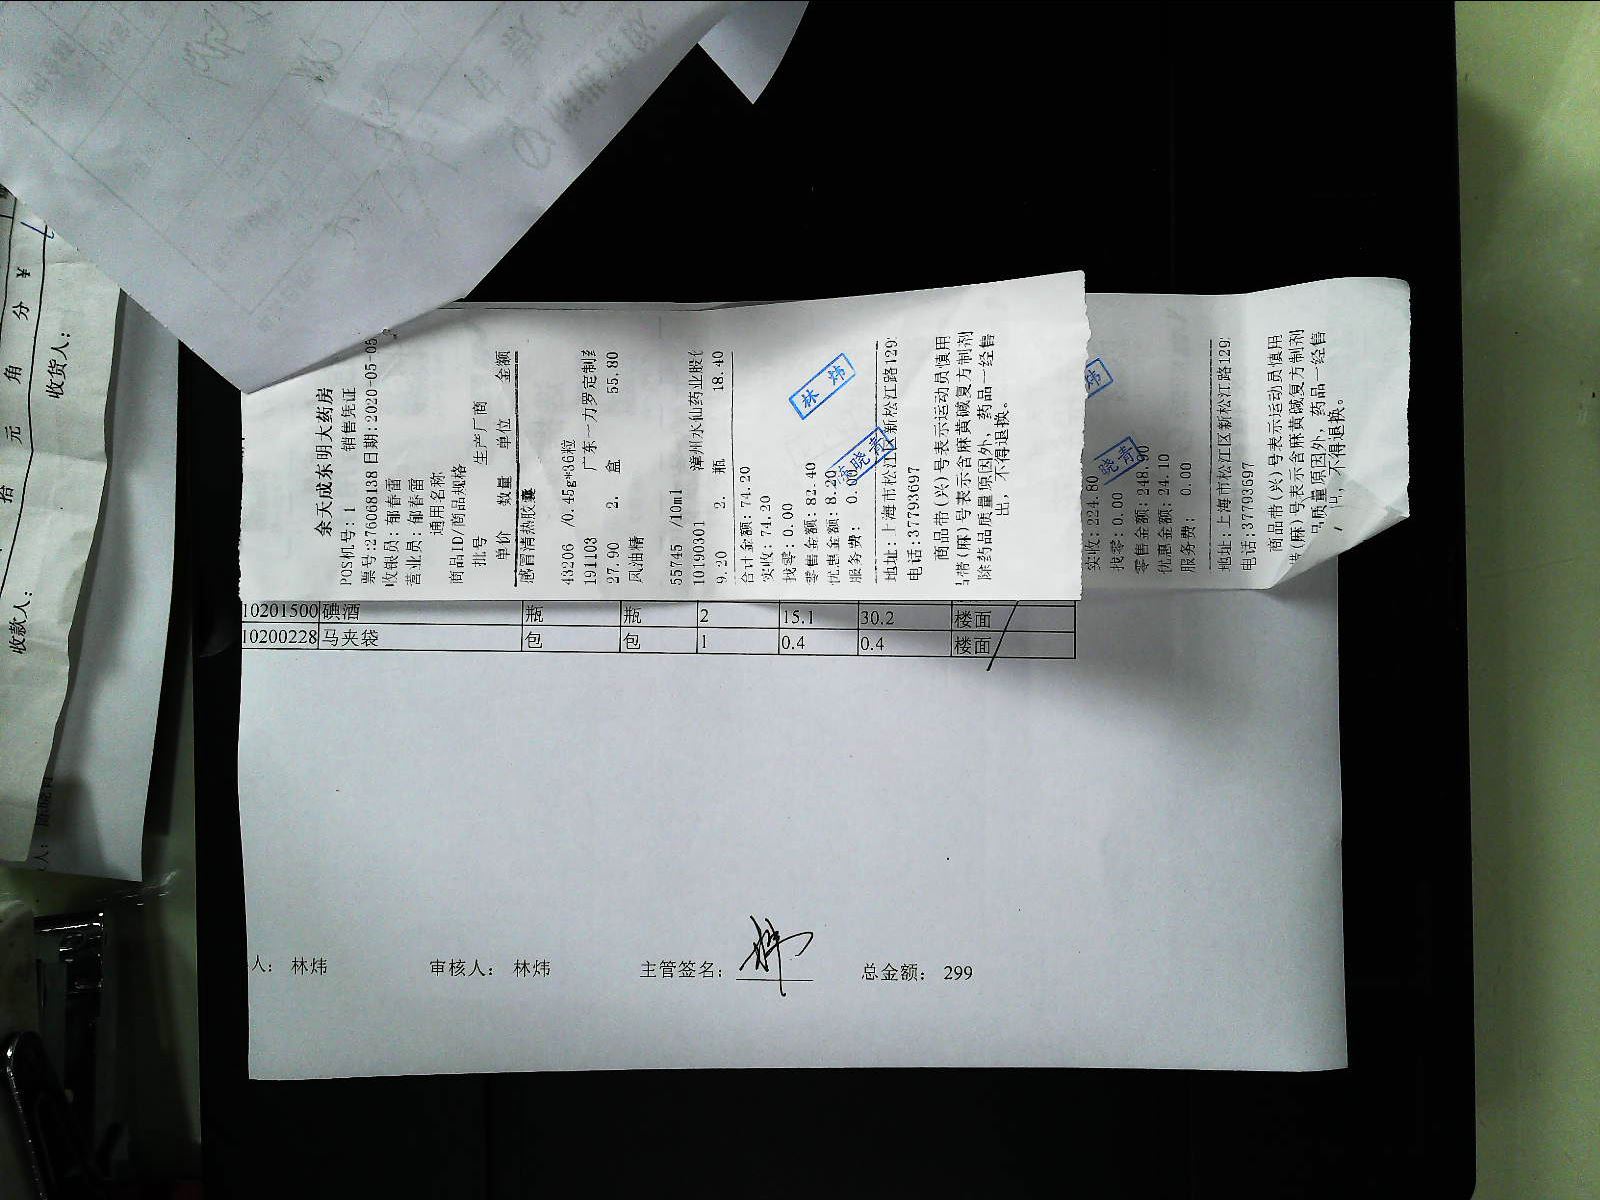 余天成东明大药房
POS机号: 1 销售凭证
票号:276068138 日期:2020-05-05
收银员: 郁春蕾
营业员: 郁春蕾
通用名称
商品ID/商品规格
批号 生产厂商
单价 数量 单位 金额
感冒清热胶囊
43206 /0.45g*36粒
191103 广东一力罗定制药
27.90 2. 盒 55.80
风油精
55745 /10ml
10190301 漳州水仙药业股份
9.20 2. 瓶 18.40
合计金额: 74.20
实收: 74.20
找零: 0.00
零售金额: 82.40
优惠金额: 8.20
服务费: 0.00
林炜
晓青
地址: 上海市松江区新松江路129
电话:37793697
商品带(兴)号表示运动员慎用
带(麻)号表示含麻黄碱复方制剂
除药品质量原因外，药品一经售
出，不得退换。
实收: 224.80
找零: 0.00
零售金额: 248.90
优惠金额: 24.10
服务费: 0.00
炜
晓青
地址: 上海市松江区新松江路129
电话:37793697
商品带(兴)号表示运动员慎用
带(麻)号表示含麻黄碱复方制剂
品质量原因外，药品一经售
出，不得退换。
10201500 碘酒 瓶 瓶 2 15.1 30.2 楼面
10200228 马夹袋 包 包 1 0.4 0.4 楼面
人: 林炜 审核人: 林炜 主管签名: 总金额: 299
拾 元 角 分 ¥
收款人: 收货人: